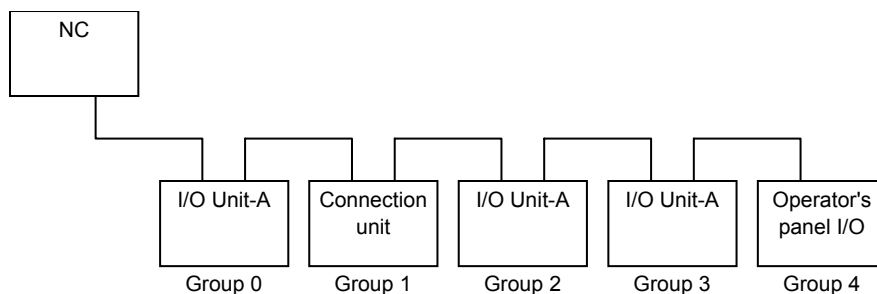 NC
I/O Unit-A
Connection
unit
I/O Unit-A
I/O Unit-A
Operator's
panel I/O
Group 0
Group 1
Group 2
Group 3
Group 4